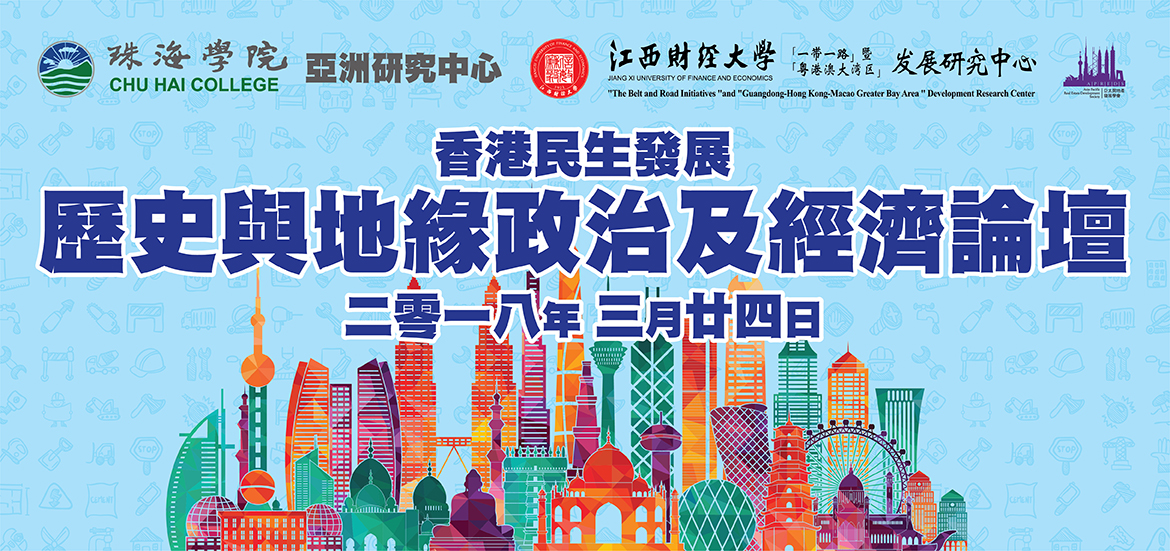 珠海學院
CHU HAI COLLEGE
亞洲研究中心
江西财经大学
JIANG XI UNIVERSITY OF FINANCE AND ECONOMICS
「一带一路」暨
「粤港澳大湾区」
发展研究中心
"The Belt and Road Initiatives "and "Guangdong-Hong Kong-Macao Greater Bay Area " Development Research Center
香港民生發展
歷史與地緣政治及經濟論壇
二零一八年 三月廿四日